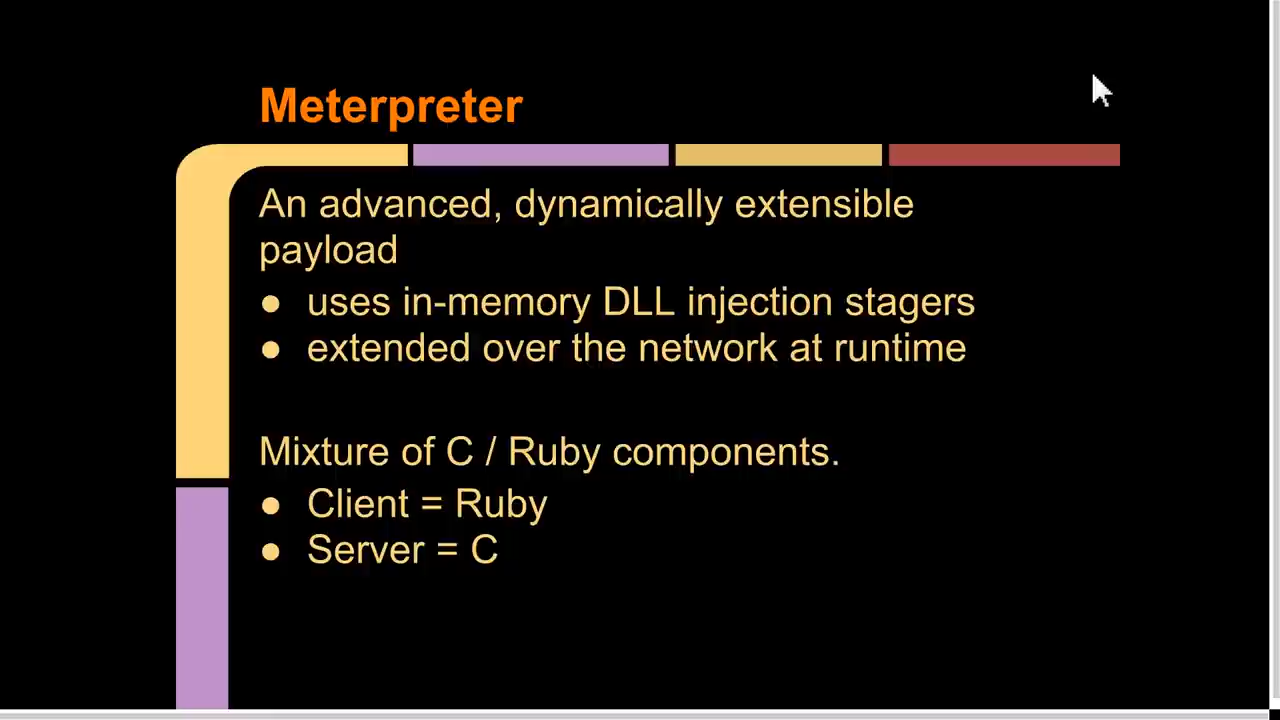 Meterpreter
An advanced, dynamically extensible
payload
● uses in-memory DLL injection stagers
● extended over the network at runtime
Mixture of C / Ruby components.
● Client = Ruby
● Server = C